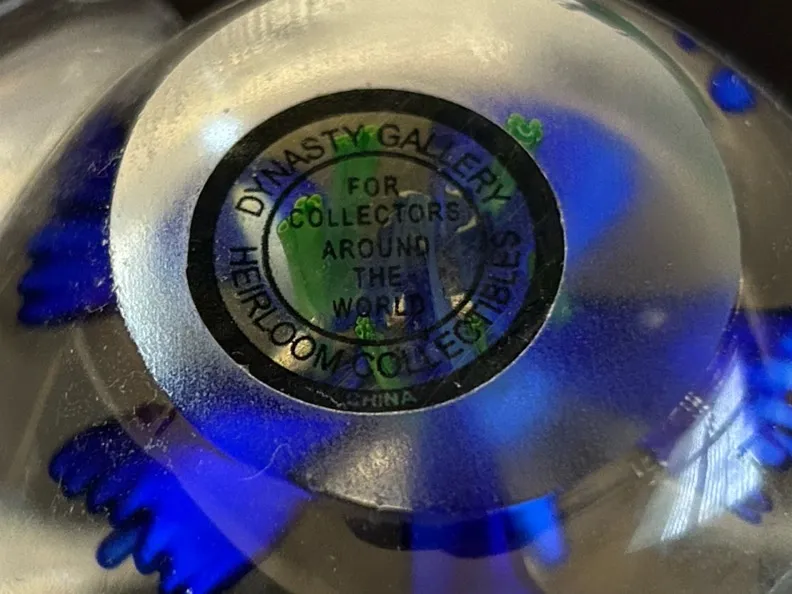 DYNASTY GALLERY
FOR
COLLECTORS
AROUND
THE
WORLD
HEIRLOOM COLLECTIBLES
CHINA